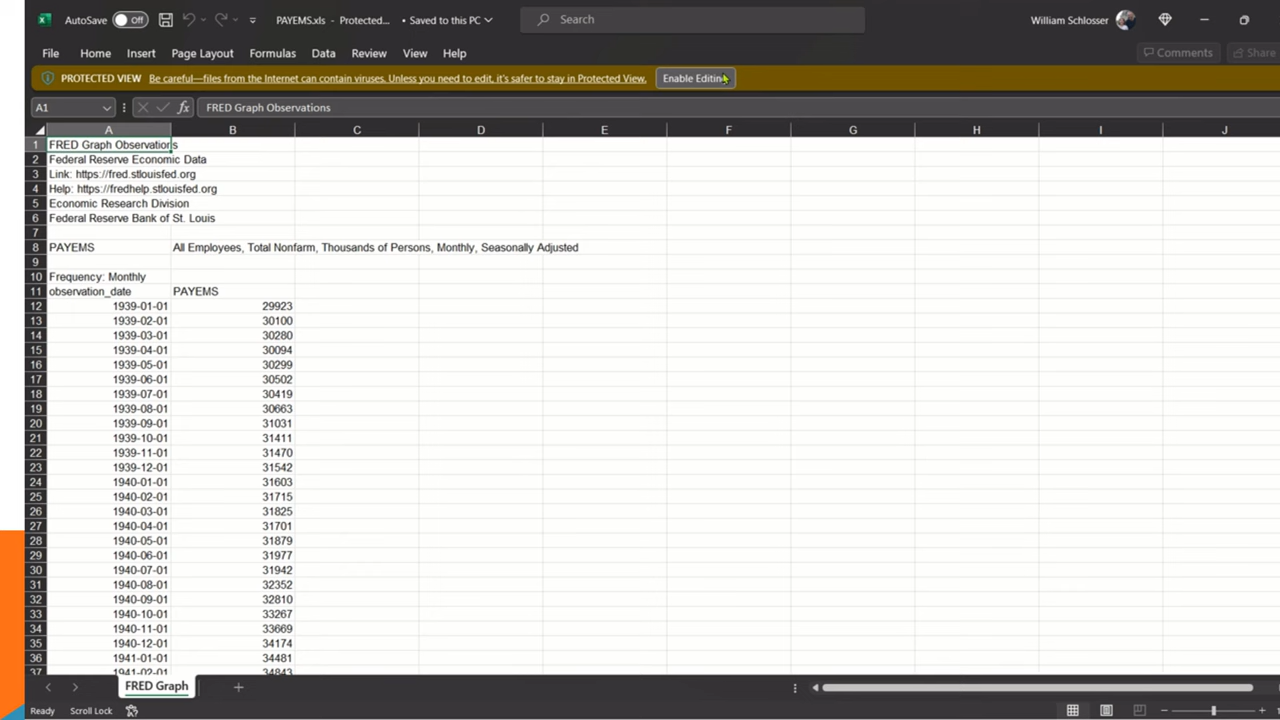 AutoSave Off PAYEMS.xls - Protected... • Saved to this PC Search William Schlosser
File Home Insert Page Layout Formulas Data Review View Help Comments Share
PROTECTED VIEW Be careful—files from the Internet can contain viruses. Unless you need to edit, it's safer to stay in Protected View. Enable Editing
A1 fx FRED Graph Observations
A B C D E F G H I J
1 FRED Graph Observations
2 Federal Reserve Economic Data
3 Link: https://fred.stlouisfed.org
4 Help: https://fredhelp.stlouisfed.org
5 Economic Research Division
6 Federal Reserve Bank of St. Louis
7
8 PAYEMS All Employees, Total Nonfarm, Thousands of Persons, Monthly, Seasonally Adjusted
9
10 Frequency: Monthly
11 observation_date PAYEMS
12 1939-01-01 29923
13 1939-02-01 30100
14 1939-03-01 30280
15 1939-04-01 30094
16 1939-05-01 30299
17 1939-06-01 30502
18 1939-07-01 30419
19 1939-08-01 30663
20 1939-09-01 31031
21 1939-10-01 31411
22 1939-11-01 31470
23 1939-12-01 31542
24 1940-01-01 31603
25 1940-02-01 31715
26 1940-03-01 31825
27 1940-04-01 31701
28 1940-05-01 31879
29 1940-06-01 31977
30 1940-07-01 31942
31 1940-08-01 32352
32 1940-09-01 32810
33 1940-10-01 33267
34 1940-11-01 33669
35 1940-12-01 34174
36 1941-01-01 34481
37 1941-02-01 34843
FRED Graph
Ready Scroll Lock